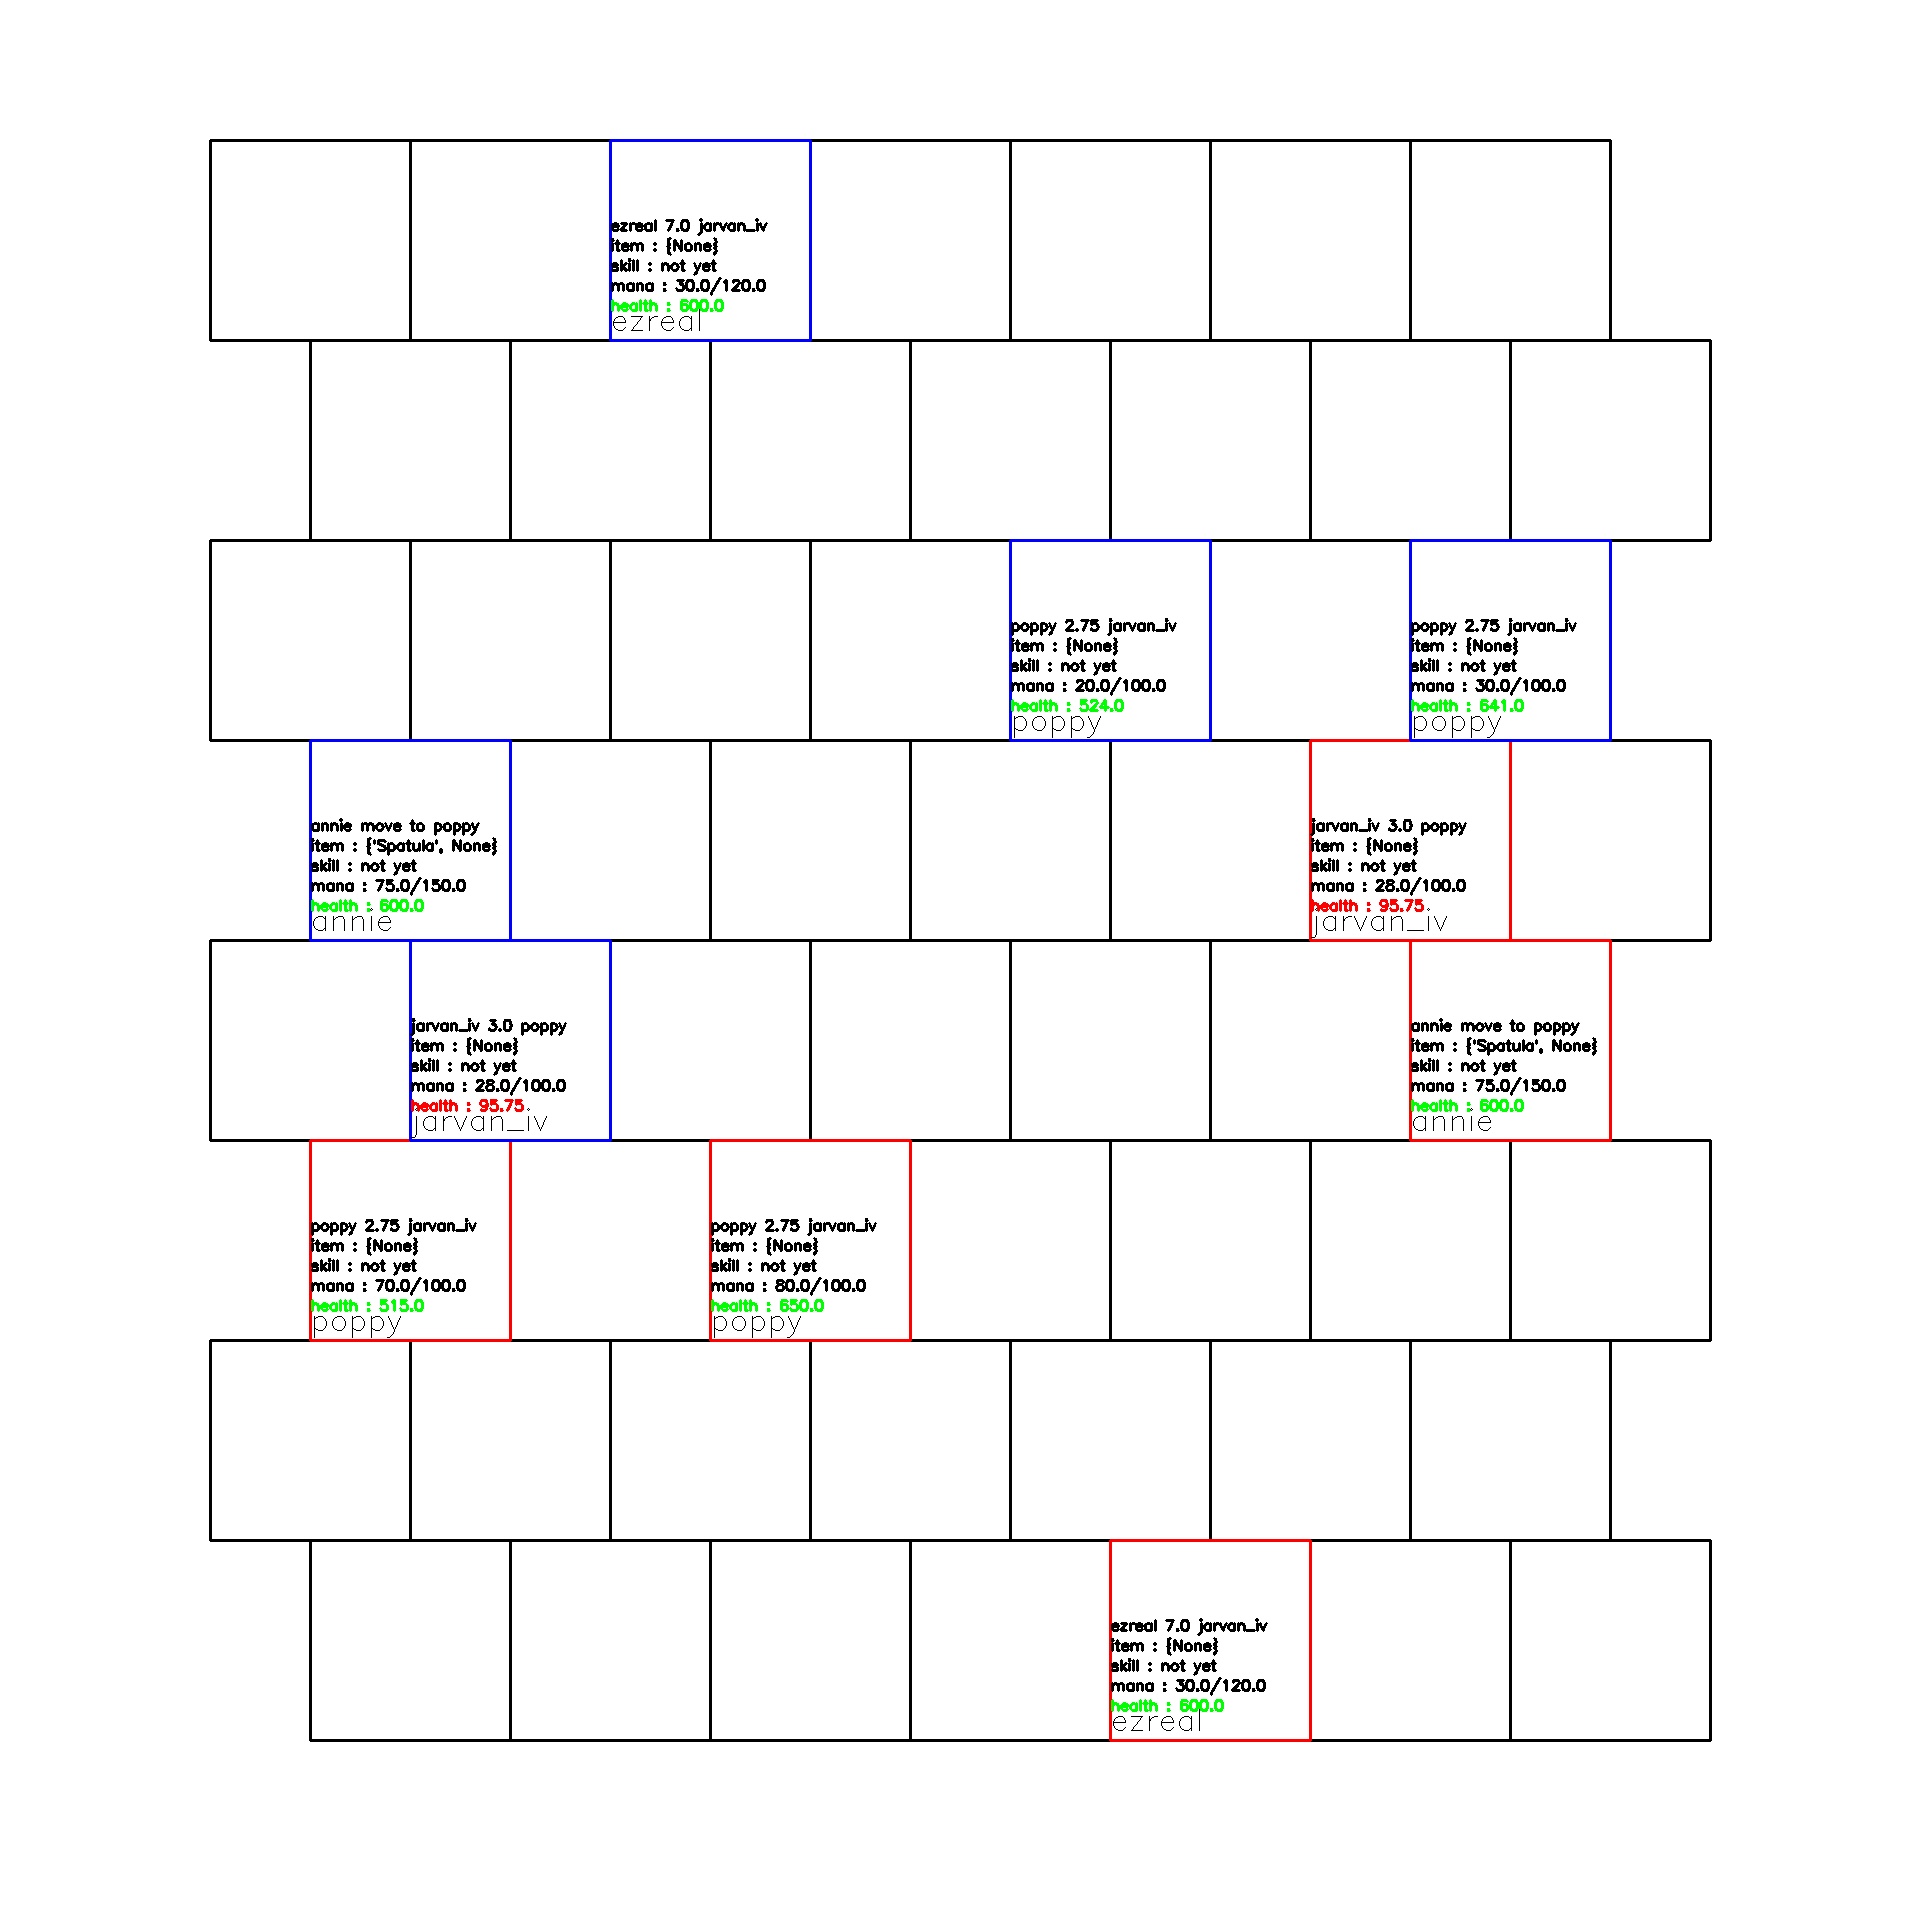 ezreal 7.0 jarvan_iv
item : {None}
skill : not yet
mana : 30.0/120.0
health : 600.0
ezreal
poppy 2.75 jarvan_iv
item : {None}
skill : not yet
mana : 20.0/100.0
health : 524.0
poppy
poppy 2.75 jarvan_iv
item : {None}
skill : not yet
mana : 30.0/100.0
health : 641.0
poppy
annie move to poppy
item : {'Spatula', None}
skill : not yet
mana : 75.0/150.0
health : 600.0
annie
jarvan_iv 3.0 poppy
item : {None}
skill : not yet
mana : 28.0/100.0
health : 95.75
jarvan_iv
jarvan_iv 3.0 poppy
item : {None}
skill : not yet
mana : 28.0/100.0
health : 95.75
jarvan_iv
annie move to poppy
item : {'Spatula', None}
skill : not yet
mana : 75.0/150.0
health : 600.0
annie
poppy 2.75 jarvan_iv
item : {None}
skill : not yet
mana : 70.0/100.0
health : 515.0
poppy
poppy 2.75 jarvan_iv
item : {None}
skill : not yet
mana : 80.0/100.0
health : 650.0
poppy
ezreal 7.0 jarvan_iv
item : {None}
skill : not yet
mana : 30.0/120.0
health : 600.0
ezreal